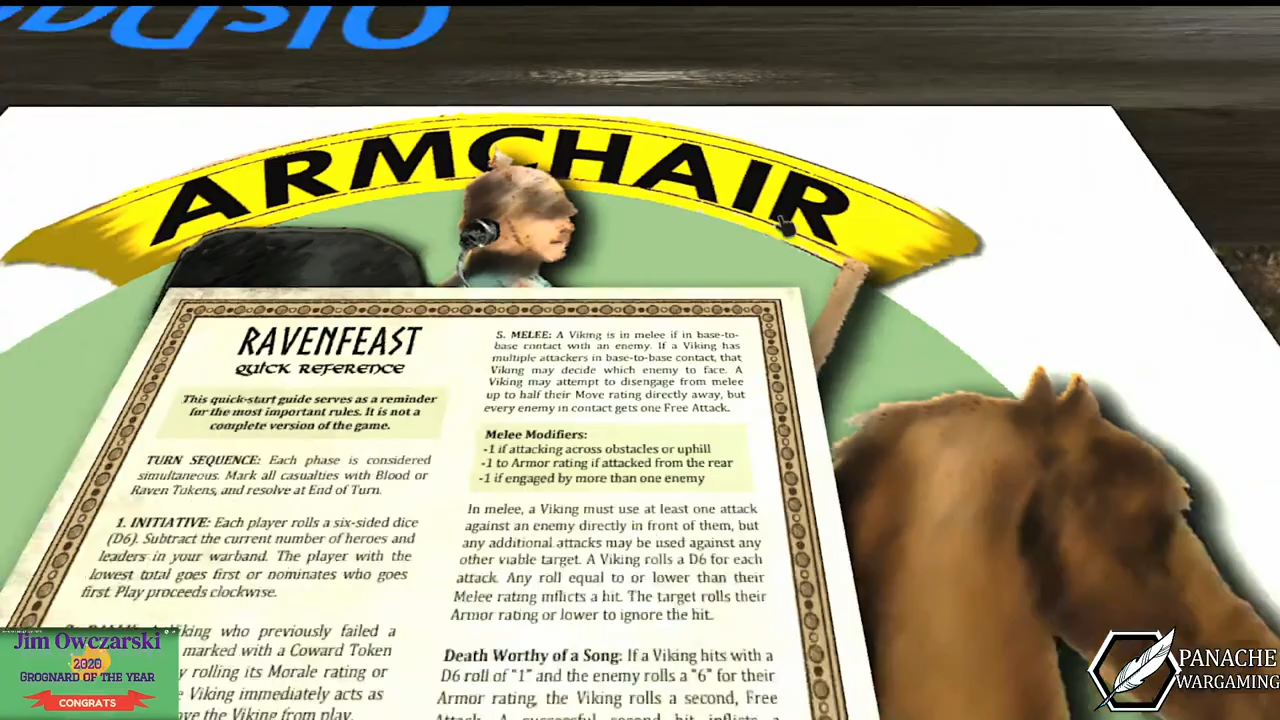 ARMCHAIR
RAVENFEAST
QUICK REFERENCE
This quick-start guide serves as a reminder
for the most important rules. It is not a
complete version of the game.
TURN SEQUENCE: Each phase is considered
simultaneous. Mark all casualties with Blood or
Raven Tokens, and resolve at End of Turn.
1. INITIATIVE: Each player rolls a six-sided dice
(D6). Subtract the current number of heroes and
leaders in your warband. The player with the
lowest total goes first or nominates who goes
first. Play proceeds clockwise.
who previously failed a
marked with a Coward Token
rolling its Morale rating or
Viking immediately acts as
the Viking from play.
5. MELEE: A Viking is in melee if in base-to-
base contact with an enemy. If a Viking has
multiple attackers in base-to-base contact, that
Viking may decide which enemy to face. A
Viking may attempt to disengage from melee
up to half their Move rating directly away, but
every enemy in contact gets one Free Attack.
Melee Modifiers:
-1 if attacking across obstacles or uphill
-1 to Armor rating if attacked from the rear
-1 if engaged by more than one enemy
In melee, a Viking must use at least one attack
against an enemy directly in front of them, but
any additional attacks may be used against any
other viable target. A Viking rolls a D6 for each
attack. Any roll equal to or lower than their
Melee rating inflicts a hit. The target rolls their
Armor rating or lower to ignore the hit.
Death Worthy of a Song: If a Viking hits with a
D6 roll of "1" and the enemy rolls a "6" for their
Armor rating, the Viking rolls a second, Free
Attack. A successful second hit inflicts a
Jim Owczarski
2020
GROGNARD OF THE YEAR
CONGRATS
PANACHE
WARGAMING